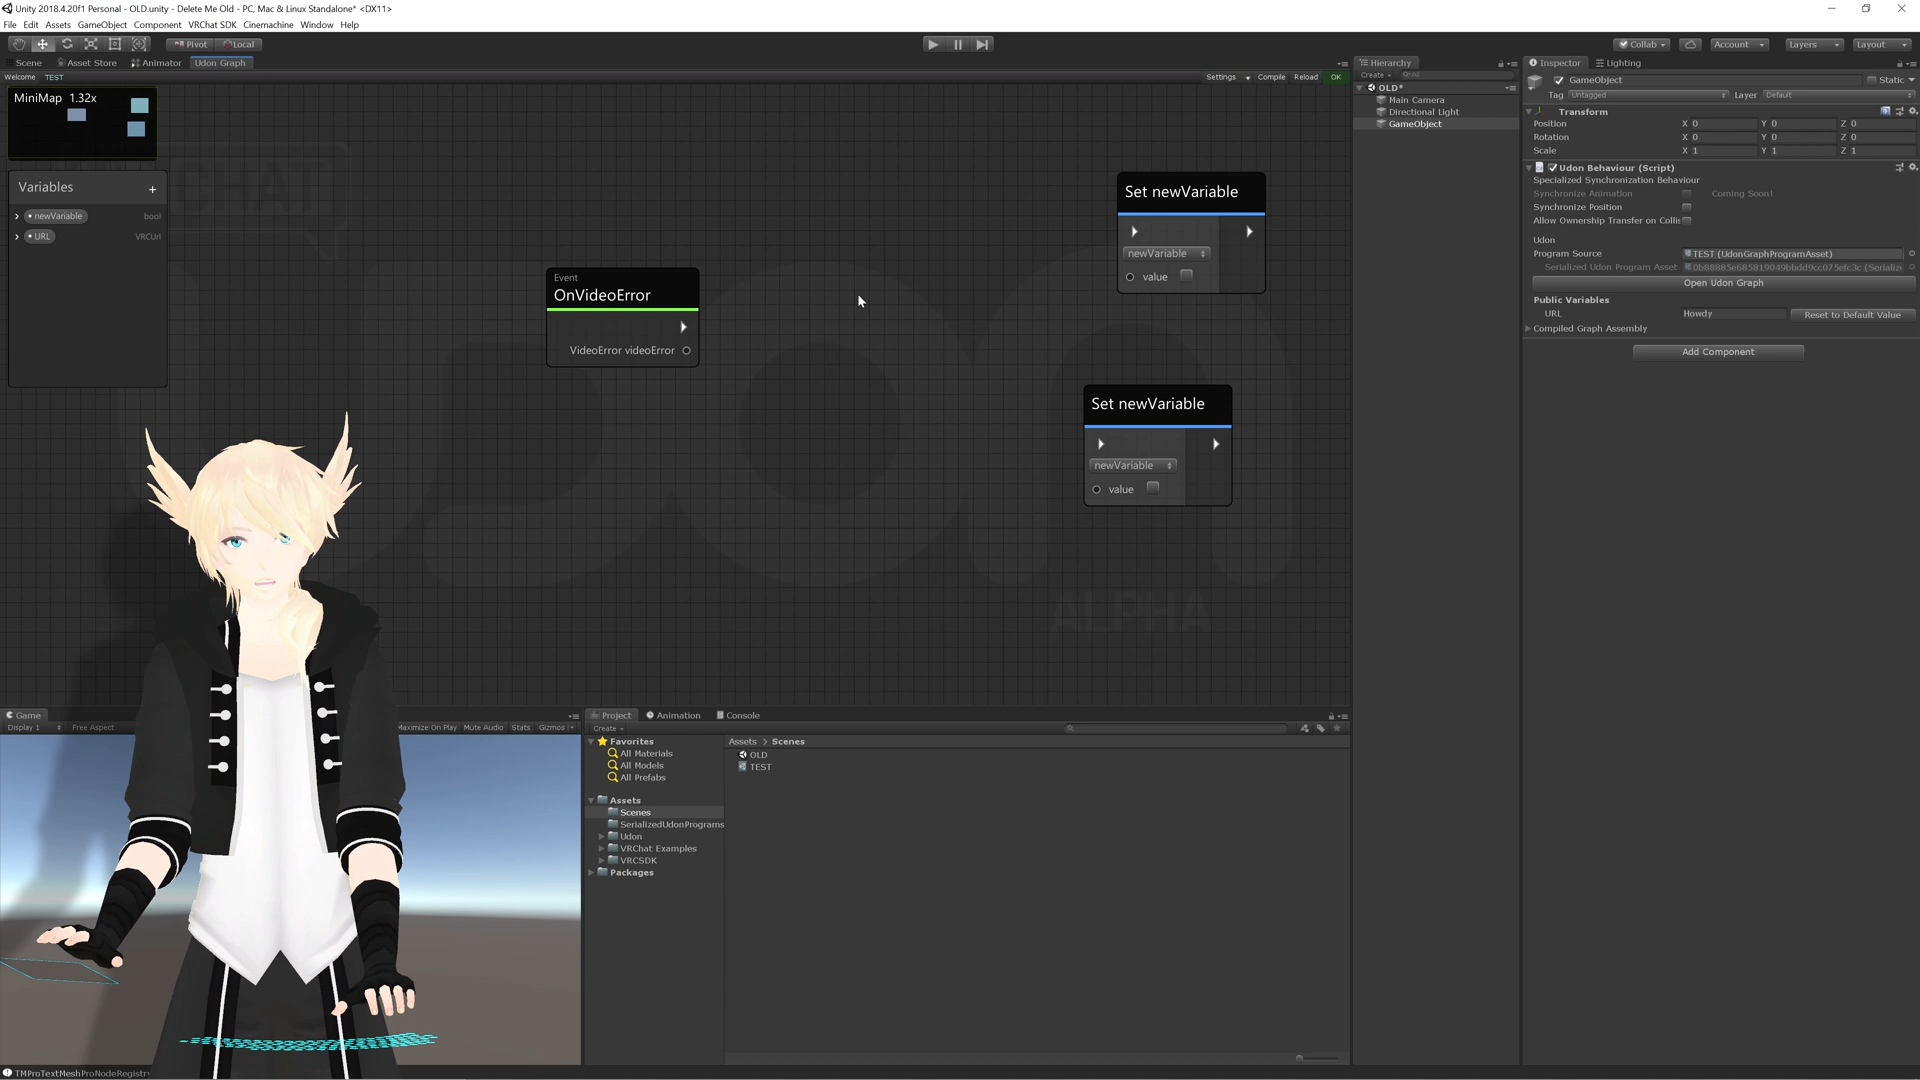 Unity 2018.4.20f1 Personal - OLD.unity - Delete Me Old - PC, Mac & Linux Standalone* <DX11>
File Edit Assets GameObject Component VRChat SDK Cinemachine Window Help
Pivot Local Collab Account Layers Layout
Scene Asset Store Animator Udon Graph
Welcome TEST Settings Compile Reload OK
MiniMap 1.32x
CHAT
Variables +
newVariable bool
URL VRCUrl
Event
OnVideoError
VideoError videoError
Set newVariable
newVariable
value
Set newVariable
newVariable
value
ALPHA
Hierarchy
Create All
OLD*
Main Camera
Directional Light
GameObject
Inspector Lighting
GameObject Static
Tag Untagged Layer Default
Transform
Position X 0 Y 0 Z 0
Rotation X 0 Y 0 Z 0
Scale X 1 Y 1 Z 1
Udon Behaviour (Script)
Specialized Synchronization Behaviour
Synchronize Animation Coming Soon!
Synchronize Position
Allow Ownership Transfer on Collis
Udon
Program Source TEST (UdonGraphProgramAsset)
Serialized Udon Program Asset
Open Udon Graph
Public Variables
URL Howdy Reset to Default Value
Compiled Graph Assembly
Add Component
Game
Display 1 Free Aspect Maximize On Play Mute Audio Stats Gizmos
Project Animation Console
Create
Favorites
All Materials
All Models
All Prefabs
Assets
Scenes
SerializedUdonPrograms
Udon
VRChat Examples
VRCSDK
Packages
Assets > Scenes
OLD
TEST
TMProTextMeshProNodeRegistry